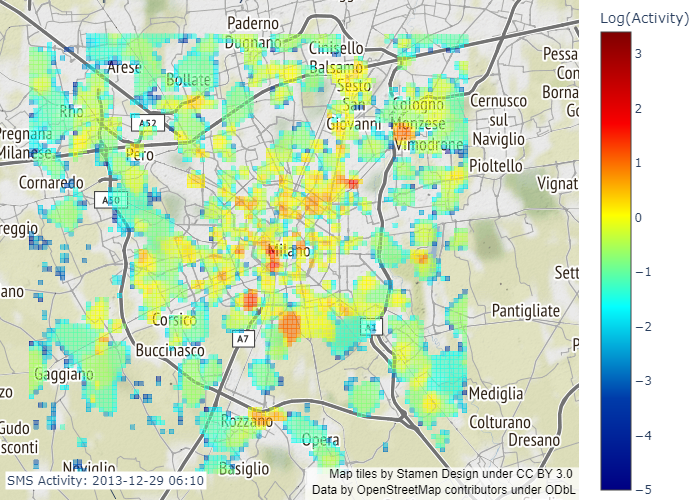 Paderno
Dugnano
Cinisello
Balsamo
Arese
Bollate
Sesto
San
Giovanni
Rho
A52
Cologno
Monzese
Vimodrone
Cernusco
sul
Naviglio
Pero
Cornaredo
Pioltello
A50
Milano
Pantigliate
Corsico
A7
A1
Buccinasco
Gaggiano
Mediglia
Colturano
Dresano
Rozzano
Opera
Noviglio
Basiglio
Pregnana
Milanese
Pessa
Con
Borna
Go
Vignat
reggio
ano
Sett
P
zo
Gudo
sconti
SMS Activity: 2013-12-29 06:10
Map tiles by Stamen Design under CC BY 3.0
Data by OpenStreetMap contributors under ODbL
Log(Activity)
3
2
1
0
−1
−2
−3
−4
−5